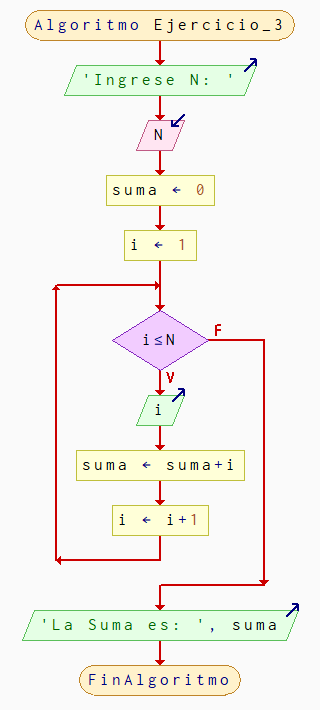 Algoritmo Ejercicio_3
'Ingrese N: '
N
suma ← 0
i ← 1
i≤N
F
V
i
suma ← suma+i
i ← i+1
'La Suma es: ', suma
FinAlgoritmo